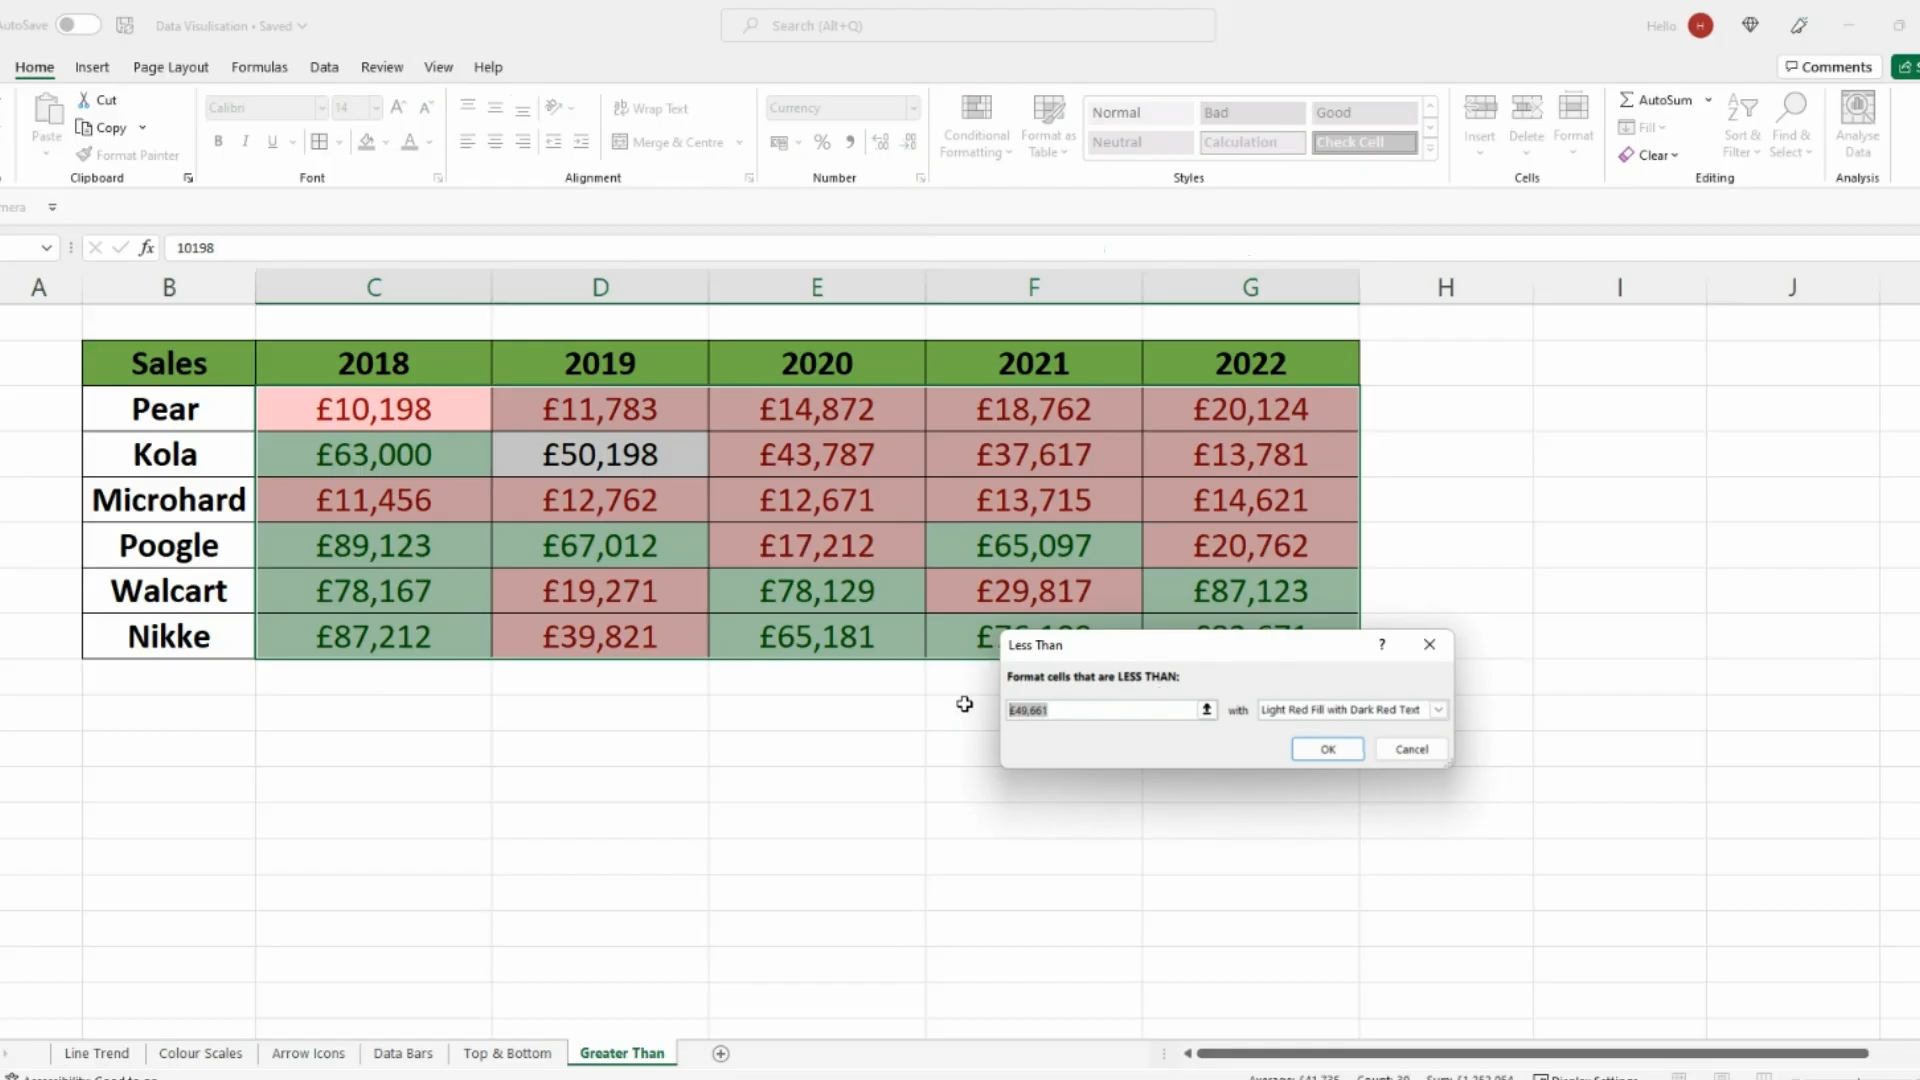 AutoSave Data Visulisation • Saved Search (Alt+Q) Hello H
Home Insert Page Layout Formulas Data Review View Help Comments
Paste Cut Copy Format Painter Clipboard
Calibri 14 B I U Font
Wrap Text Merge & Centre Alignment
Currency % Number
Conditional Formatting Format as Table Normal Bad Good Neutral Calculation Check Cell Styles
Insert Delete Format Cells
AutoSum Fill Clear Sort & Filter Find & Select Editing
Analyse Data Analysis
fx 10198
A B C D E F G H I J
Sales 2018 2019 2020 2021 2022
Pear £10,198 £11,783 £14,872 £18,762 £20,124
Kola £63,000 £50,198 £43,787 £37,617 £13,781
Microhard £11,456 £12,762 £12,671 £13,715 £14,621
Poogle £89,123 £67,012 £17,212 £65,097 £20,762
Walcart £78,167 £19,271 £78,129 £29,817 £87,123
Nikke £87,212 £39,821 £65,181
Less Than ?
Format cells that are LESS THAN:
£49,661 with Light Red Fill with Dark Red Text
OK Cancel
Line Trend Colour Scales Arrow Icons Data Bars Top & Bottom Greater Than